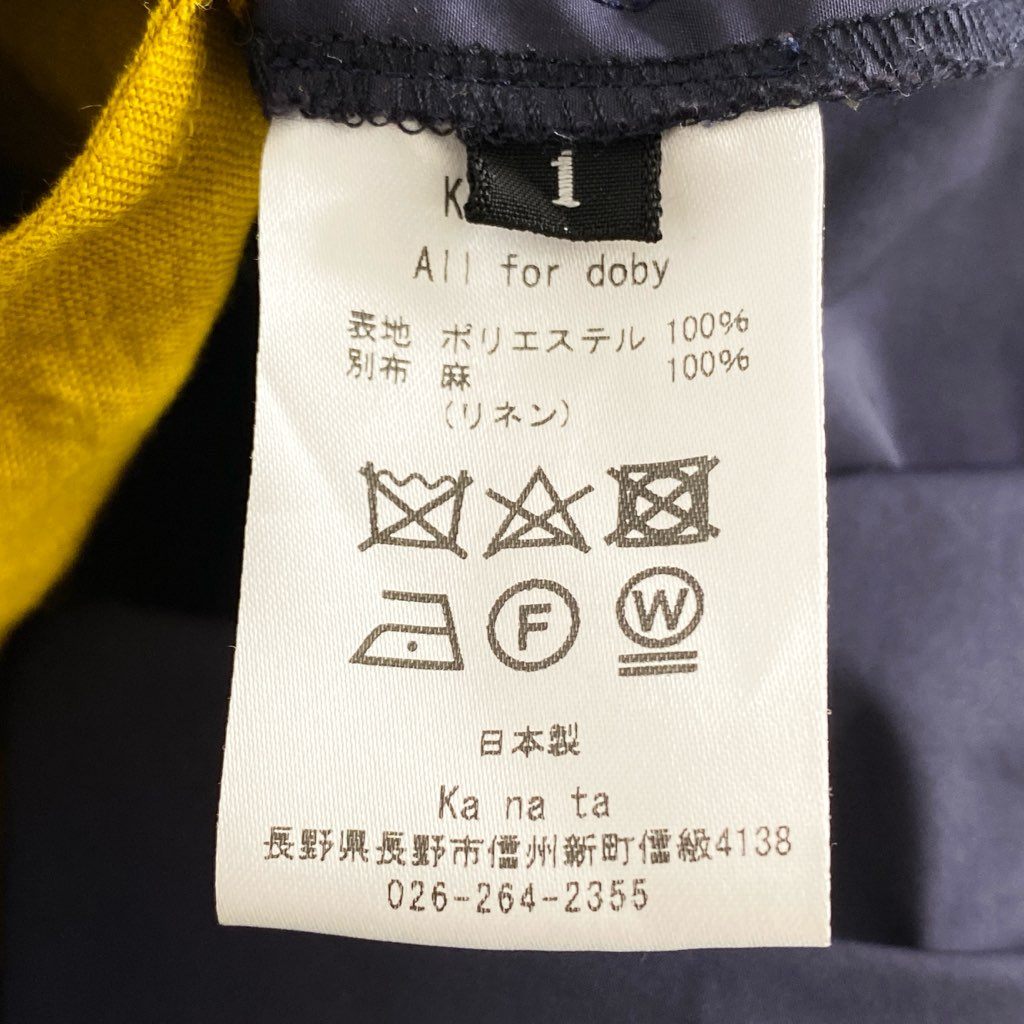 1
All for doby
表地 ポリエステル 100%
別布 麻 100%
(リネン)
F
W
日本製
Ka na ta
長野県長野市信州新町信級4138
026-264-2355